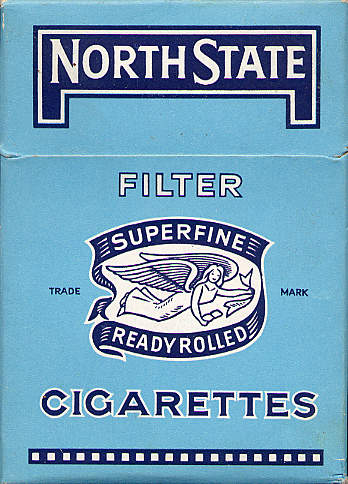 NORTH STATE
FILTER
SUPERFINE
TRADE MARK
READY ROLLED
CIGARETTES